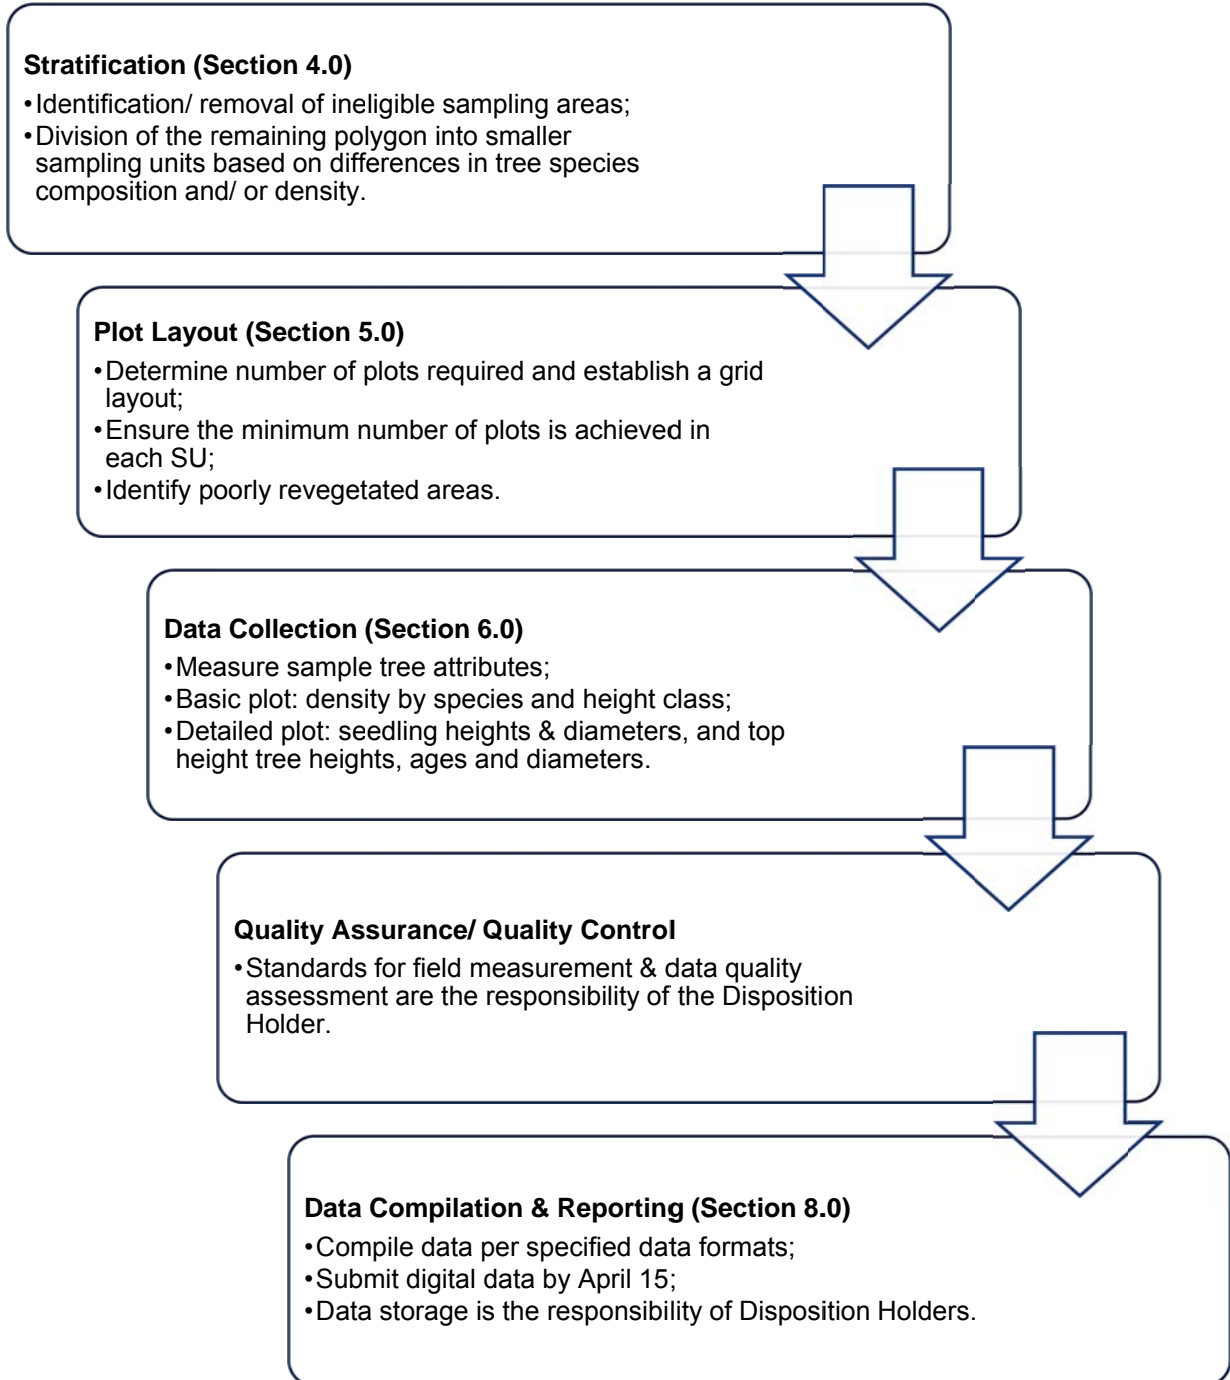 Stratification (Section 4.0)
•Identification/ removal of ineligible sampling areas;
•Division of the remaining polygon into smaller
sampling units based on differences in tree species
composition and/ or density.
Plot Layout (Section 5.0)
•Determine number of plots required and establish a grid
layout;
•Ensure the minimum number of plots is achieved in
each SU;
•Identify poorly revegetated areas.
Data Collection (Section 6.0)
•Measure sample tree attributes;
•Basic plot: density by species and height class;
•Detailed plot: seedling heights & diameters, and top
height tree heights, ages and diameters.
Quality Assurance/ Quality Control
•Standards for field measurement & data quality
assessment are the responsibility of the Disposition
Holder.
Data Compilation & Reporting (Section 8.0)
•Compile data per specified data formats;
•Submit digital data by April 15;
•Data storage is the responsibility of Disposition Holders.